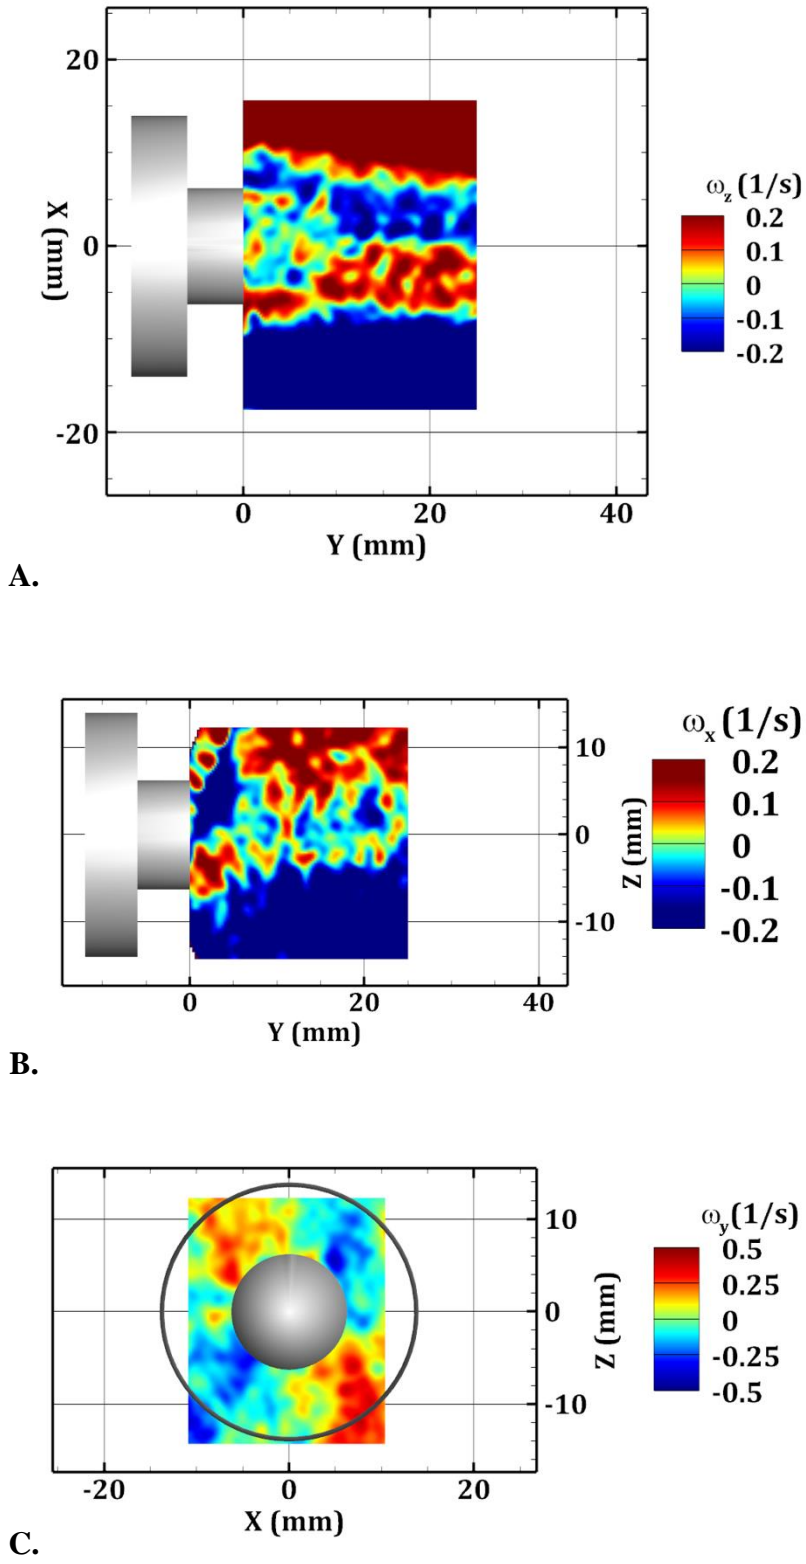 20
0
-20
X (mm)
0 20 40
Y (mm)
ωz (1/s)
0.2
0.1
0
-0.1
-0.2
A.
10
0
-10
Z (mm)
0 20 40
Y (mm)
ωx (1/s)
0.2
0.1
0
-0.1
-0.2
B.
10
0
-10
Z (mm)
-20 0 20
X (mm)
ωy(1/s)
0.5
0.25
0
-0.25
-0.5
C.